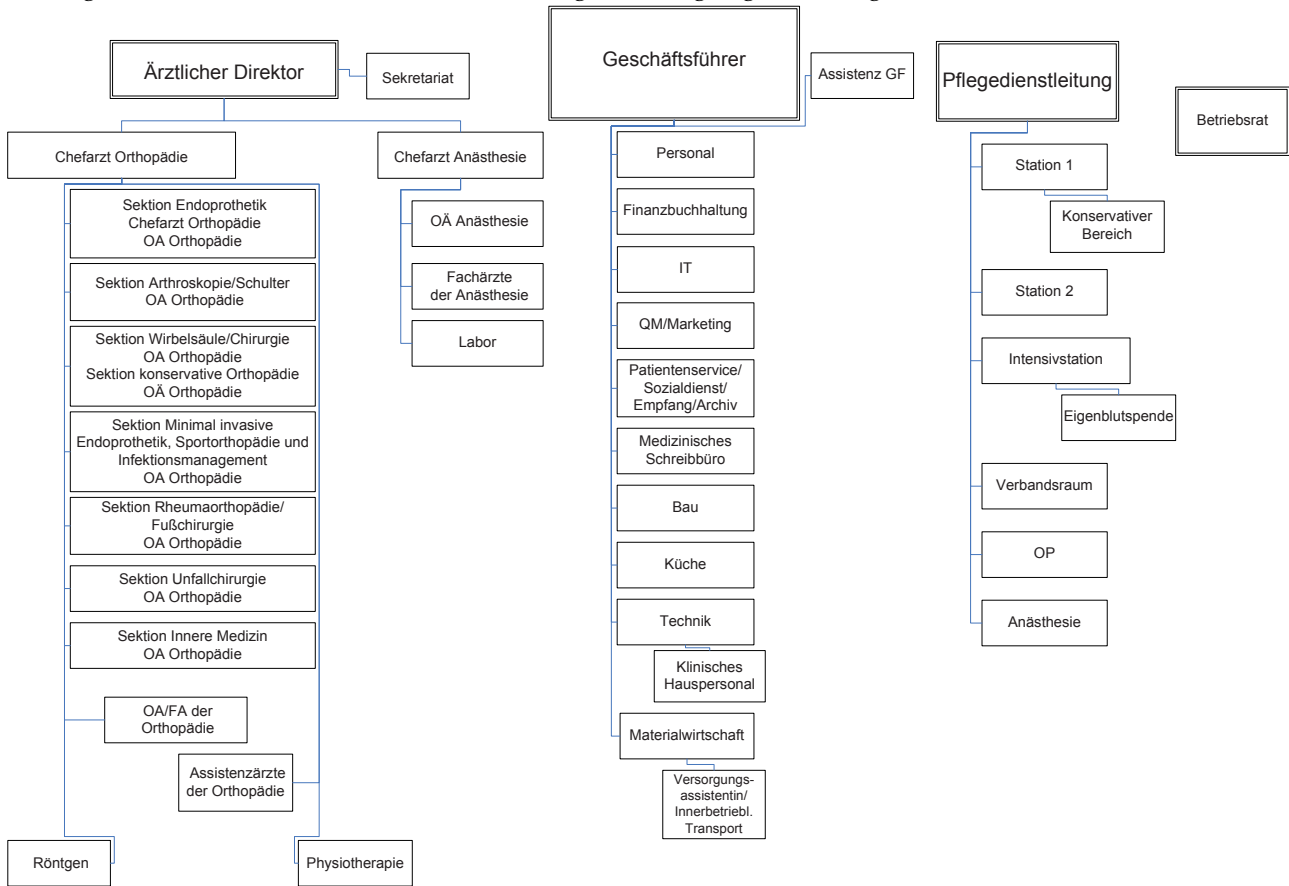 Ärztlicher Direktor
Sekretariat
Chefarzt Orthopädie
Chefarzt Anästhesie
Sektion Endoprothetik
Chefarzt Orthopädie
OA Orthopädie
Sektion Arthroskopie/Schulter
OA Orthopädie
Sektion Wirbelsäule/Chirurgie
OA Orthopädie
Sektion konservative Orthopädie
OÄ Orthopädie
Sektion Minimal invasive
Endoprothetik, Sportorthopädie und
Infektionsmanagement
OA Orthopädie
Sektion Rheumaorthopädie/
Fußchirurgie
OA Orthopädie
Sektion Unfallchirurgie
OA Orthopädie
Sektion Innere Medizin
OA Orthopädie
OA/FA der
Orthopädie
Assistenzärzte
der Orthopädie
Röntgen
Physiotherapie
OÄ Anästhesie
Fachärzte
der Anästhesie
Labor
Geschäftsführer
Assistenz GF
Personal
Finanzbuchhaltung
IT
QM/Marketing
Patientenservice/
Sozialdienst/
Empfang/Archiv
Medizinisches
Schreibbüro
Bau
Küche
Technik
Klinisches
Hauspersonal
Materialwirtschaft
Versorgungs-
assistentin/
Innerbetriebl.
Transport
Pflegedienstleitung
Station 1
Konservativer
Bereich
Station 2
Intensivstation
Eigenblutspende
Verbandsraum
OP
Anästhesie
Betriebsrat